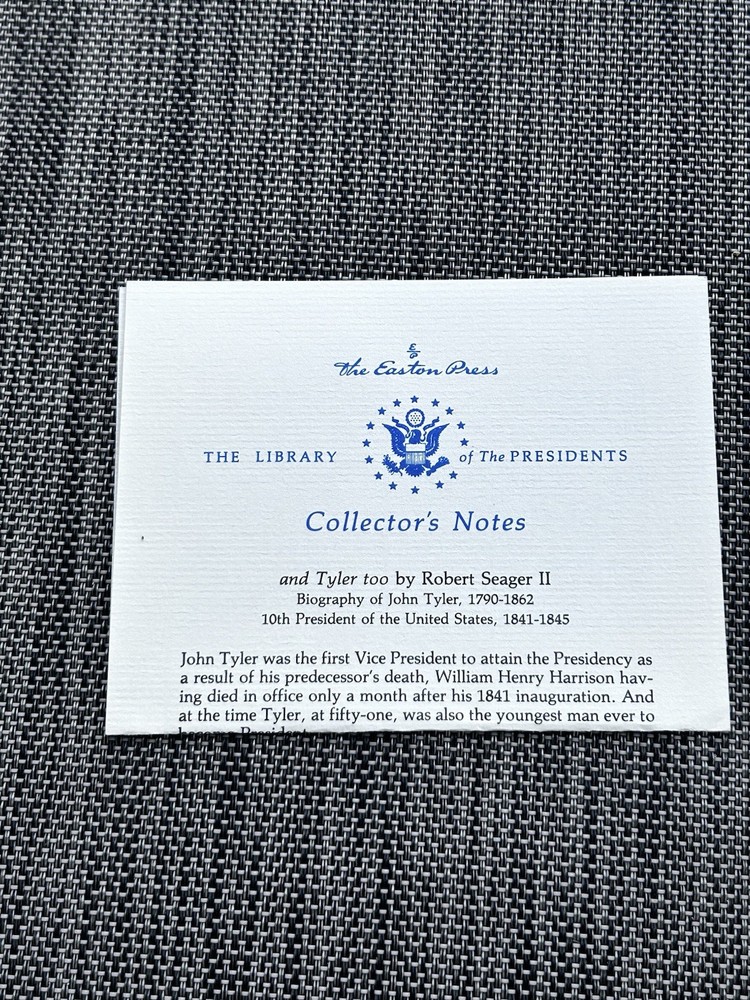 E/P
The Easton Press
THE LIBRARY of The PRESIDENTS
Collector's Notes
and Tyler too by Robert Seager II
Biography of John Tyler, 1790-1862
10th President of the United States, 1841-1845
John Tyler was the first Vice President to attain the Presidency as
a result of his predecessor's death, William Henry Harrison hav-
ing died in office only a month after his 1841 inauguration. And
at the time Tyler, at fifty-one, was also the youngest man ever to
become President